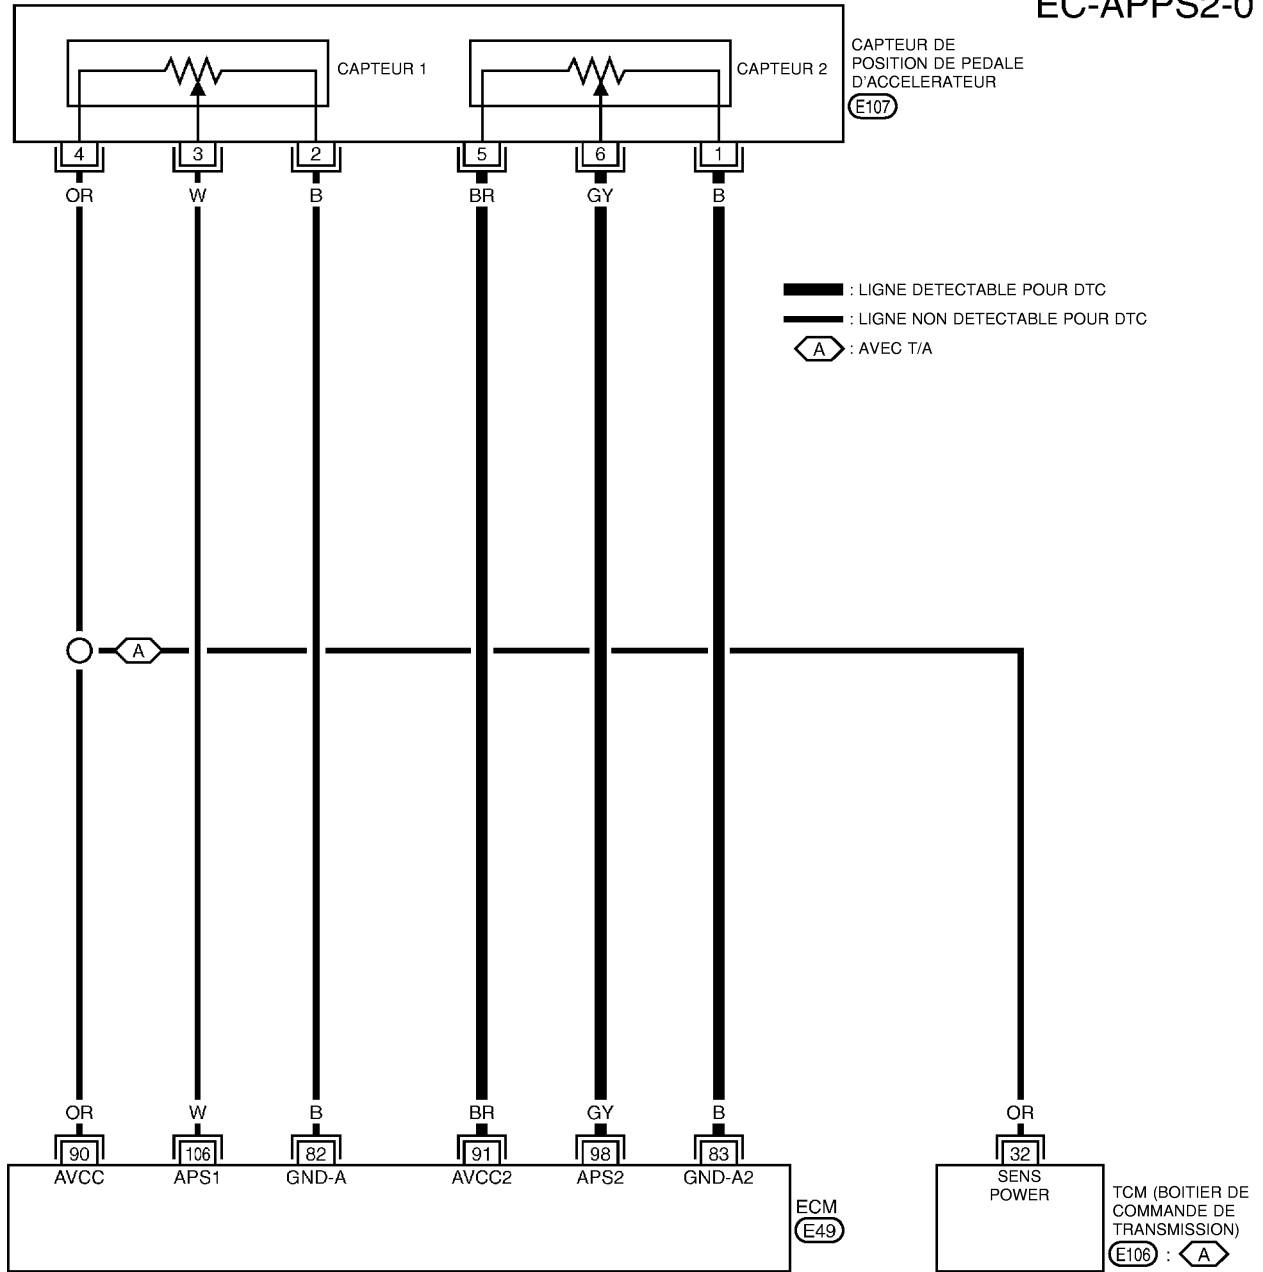 EC-APPS2-0
CAPTEUR 1
CAPTEUR 2
CAPTEUR DE
POSITION DE PEDALE
D'ACCELERATEUR
E107
4 3 2 5 6 1
OR W B BR GY B
: LIGNE DETECTABLE POUR DTC
: LIGNE NON DETECTABLE POUR DTC
A : AVEC T/A
A
OR W B BR GY B OR
90 106 82 91 98 83 32
AVCC APS1 GND-A AVCC2 APS2 GND-A2 SENS
POWER
ECM
E49
TCM (BOITIER DE
COMMANDE DE
TRANSMISSION)
E106 : A